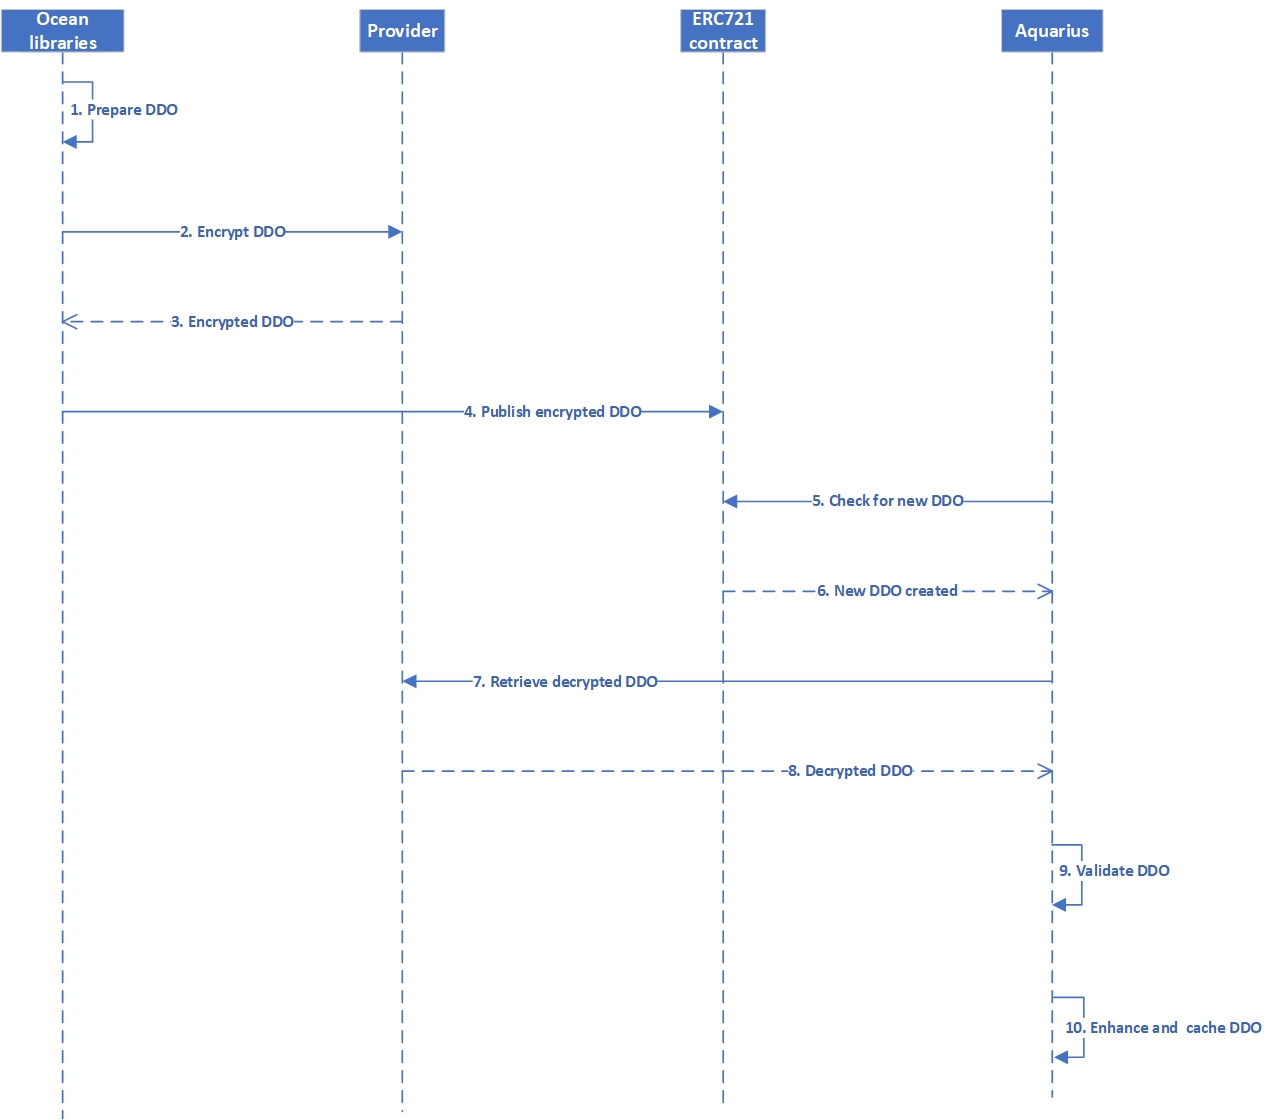 Ocean
libraries
Provider
ERC721
contract
Aquarius
1. Prepare DDO
2. Encrypt DDO
3. Encrypted DDO
4. Publish encrypted DDO
5. Check for new DDO
6. New DDO created
7. Retrieve decrypted DDO
8. Decrypted DDO
9. Validate DDO
10. Enhance and  cache DDO